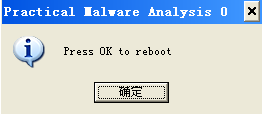 Practical Malware Analysis 0
Press OK to reboot
确定